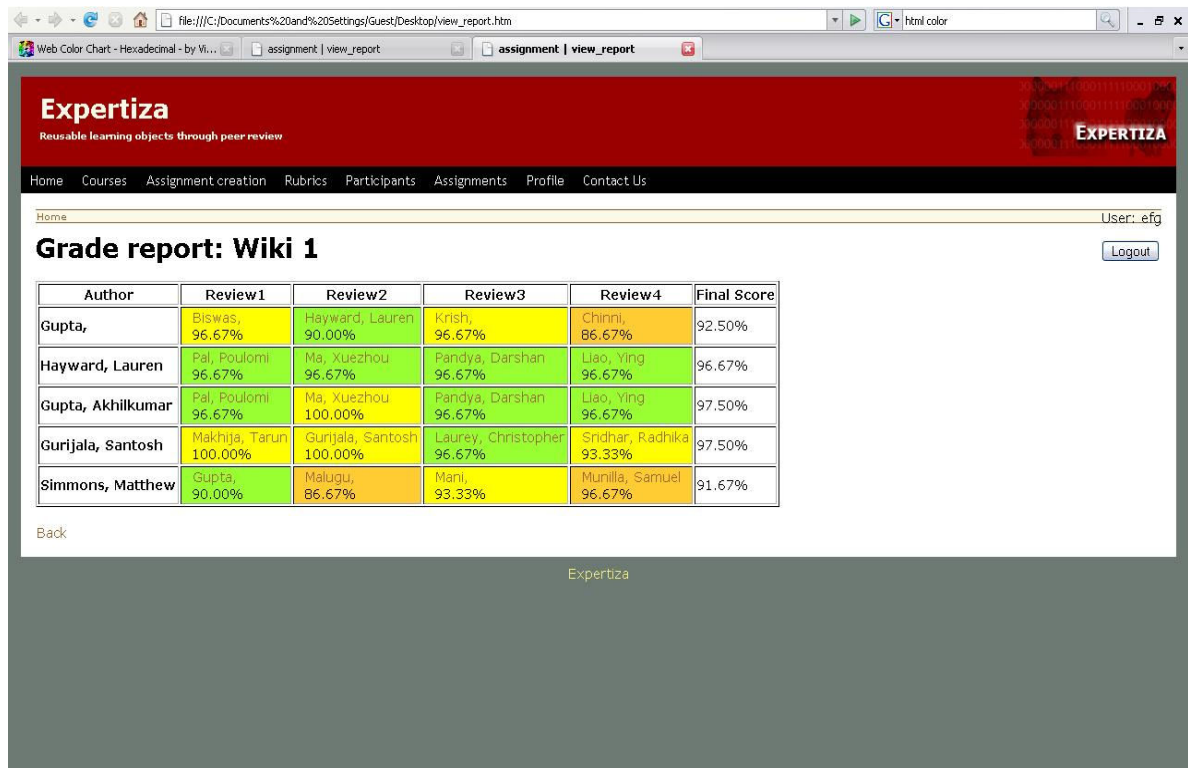 file:///C:/Documents%20and%20Settings/Guest/Desktop/view_report.htm
html color
Web Color Chart - Hexadecimal - by Vi...
assignment | view_report
assignment | view_report
Expertiza
Reusable learning objects through peer review
EXPERTIZA
Home Courses Assignment creation Rubrics Participants Assignments Profile Contact Us
Home
User: efg
Grade report: Wiki 1
Logout
Author Review1 Review2 Review3 Review4 Final Score
Gupta, Biswas, 96.67% Hayward, Lauren 90.00% Krish, 96.67% Chinni, 86.67% 92.50%
Hayward, Lauren Pal, Poulomi 96.67% Ma, Xuezhou 96.67% Pandya, Darshan 96.67% Liao, Ying 96.67% 96.67%
Gupta, Akhilkumar Pal, Poulomi 96.67% Ma, Xuezhou 100.00% Pandya, Darshan 96.67% Liao, Ying 96.67% 97.50%
Gurijala, Santosh Makhija, Tarun 100.00% Gurijala, Santosh 100.00% Laurey, Christopher 96.67% Sridhar, Radhika 93.33% 97.50%
Simmons, Matthew Gupta, 90.00% Malugu, 86.67% Mani, 93.33% Munilla, Samuel 96.67% 91.67%
Back
Expertiza